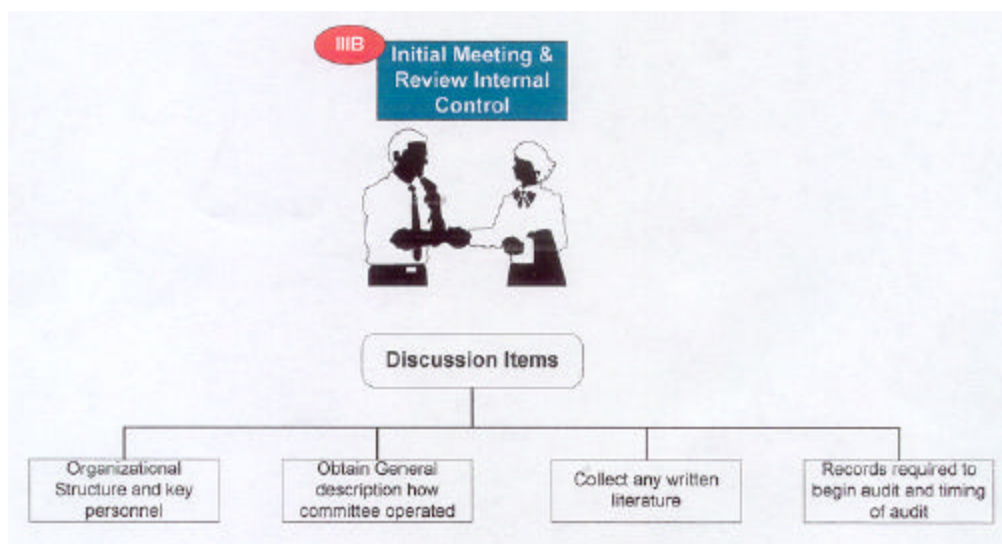 IIIB
Initial Meeting &
Review Internal
Control
Discussion Items
Organizational
Structure and key
personnel
Obtain General
description how
committee operated
Collect any written
literature
Records required to
begin audit and timing
of audit